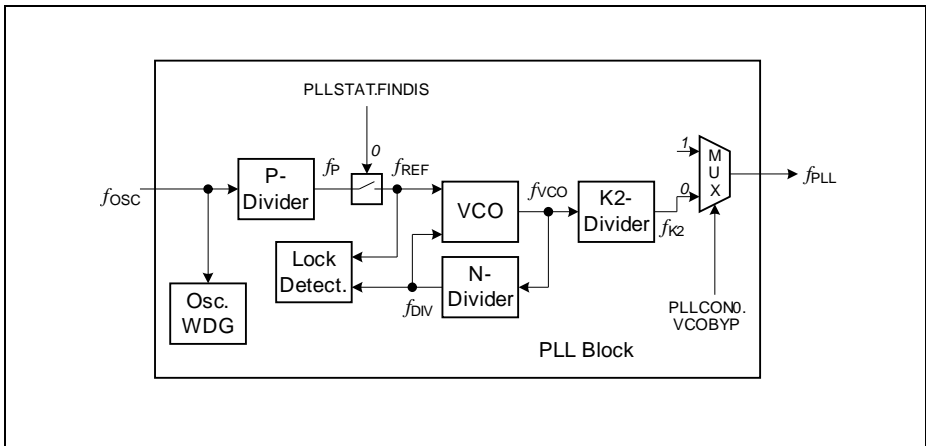 PLLSTAT.FINDIS
0
fOSC
P-
Divider
fP
fREF
VCO
fVCO
K2-
Divider
fK2
1
0
M
U
X
fPLL
Lock
Detect.
fDIV
N-
Divider
Osc.
WDG
PLLCON0.
VCOBYP
PLL Block